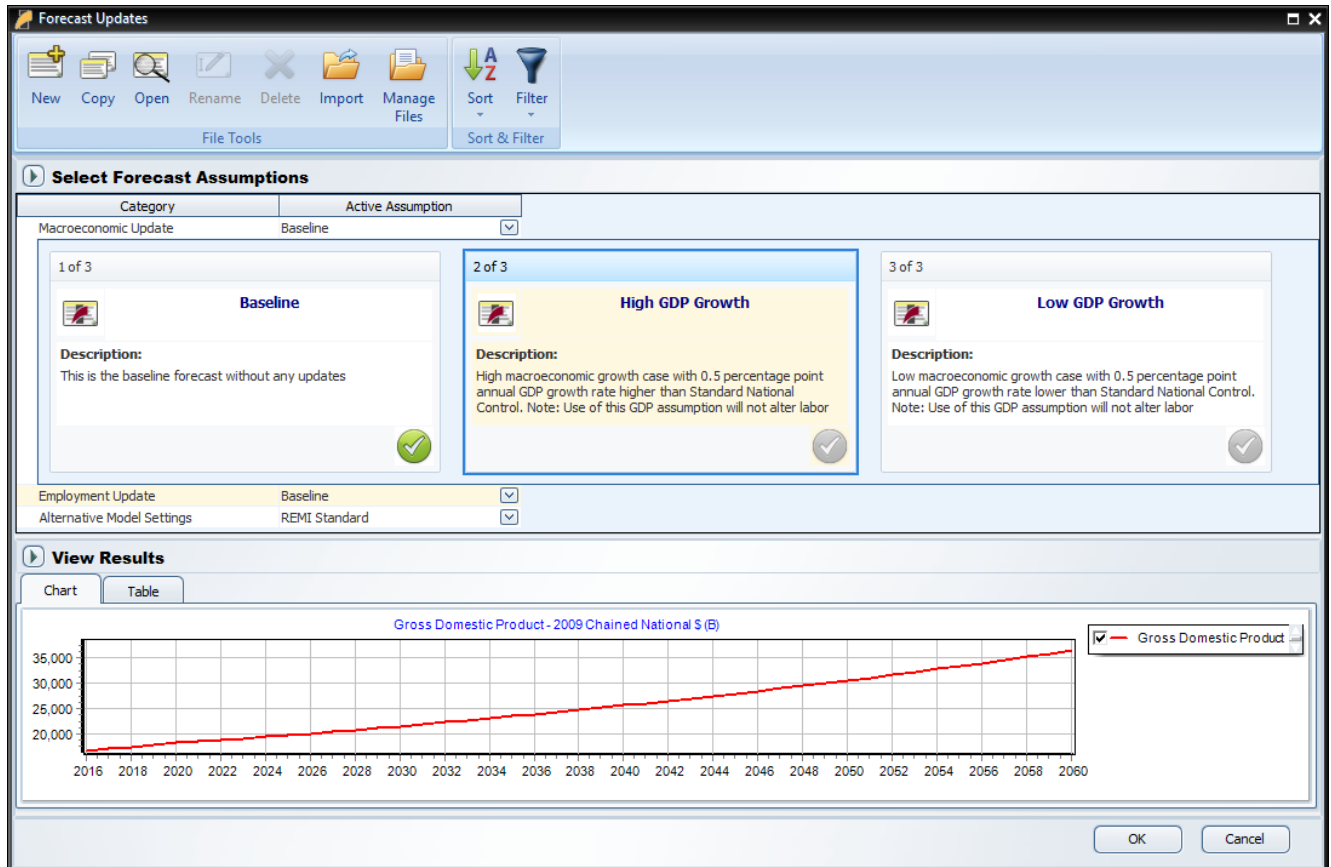 Forecast Updates
New Copy Open Rename Delete Import Manage Files Sort Filter
File Tools Sort & Filter
Select Forecast Assumptions
Category Active Assumption
Macroeconomic Update Baseline
1 of 3
Baseline
Description:
This is the baseline forecast without any updates
2 of 3
High GDP Growth
Description:
High macroeconomic growth case with 0.5 percentage point
annual GDP growth rate higher than Standard National
Control. Note: Use of this GDP assumption will not alter labor
3 of 3
Low GDP Growth
Description:
Low macroeconomic growth case with 0.5 percentage point
annual GDP growth rate lower than Standard National Control.
Note: Use of this GDP assumption will not alter labor
Employment Update Baseline
Alternative Model Settings REMI Standard
View Results
Chart Table
Gross Domestic Product - 2009 Chained National $ (B)
Gross Domestic Product
35,000
30,000
25,000
20,000
2016 2018 2020 2022 2024 2026 2028 2030 2032 2034 2036 2038 2040 2042 2044 2046 2048 2050 2052 2054 2056 2058 2060
OK Cancel